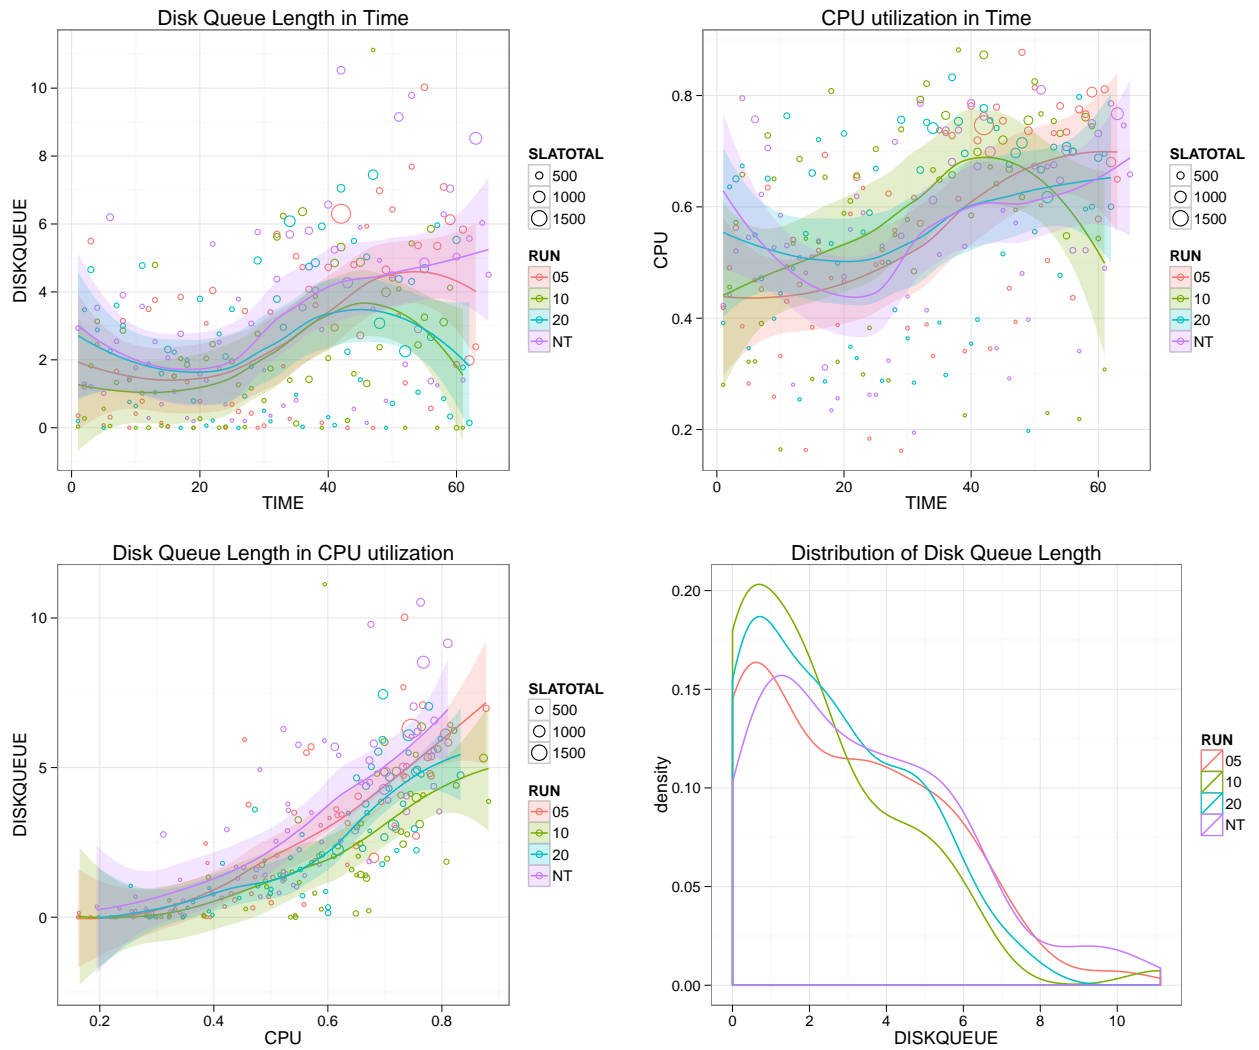 Disk Queue Length in Time
DISKQUEUE
10
8
6
4
2
0
0 20 40 60
TIME
SLATOTAL
500
1000
1500
RUN
05
10
20
NT
CPU utilization in Time
CPU
0.8
0.6
0.4
0.2
0 20 40 60
TIME
SLATOTAL
500
1000
1500
RUN
05
10
20
NT
Disk Queue Length in CPU utilization
DISKQUEUE
10
5
0
0.2 0.4 0.6 0.8
CPU
SLATOTAL
500
1000
1500
RUN
05
10
20
NT
Distribution of Disk Queue Length
density
0.20
0.15
0.10
0.05
0.00
0 2 4 6 8 10
DISKQUEUE
RUN
05
10
20
NT